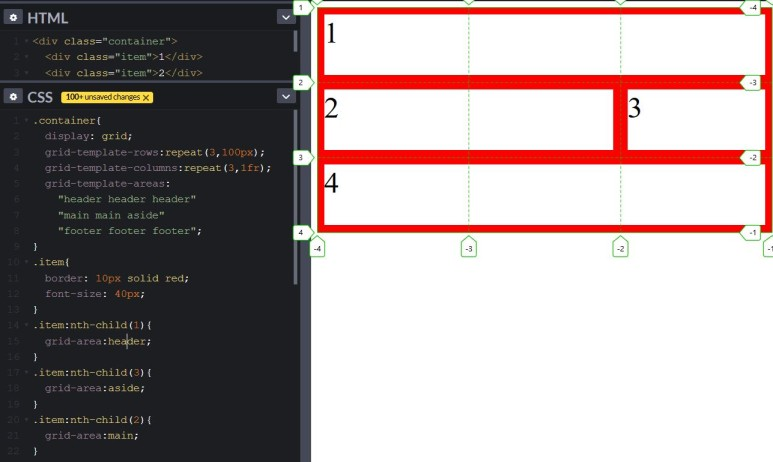 HTML
1 <div class="container">
2 <div class="item">1</div>
3 <div class="item">2</div>
CSS 100+ unsaved changes ×
1 .container{
2 display: grid;
3 grid-template-rows:repeat(3,100px);
4 grid-template-columns:repeat(3,1fr);
5 grid-template-areas:
6 "header header header"
7 "main main aside"
8 "footer footer footer";
9 }
10 .item{
11 border: 10px solid red;
12 font-size: 40px;
13 }
14 .item:nth-child(1){
15 grid-area:header;
16 }
17 .item:nth-child(3){
18 grid-area:aside;
19 }
20 .item:nth-child(2){
21 grid-area:main;
22 }
1 -4
1
2 -3
2 3
3 -2
4
4 -1
-4 -3 -2 -1